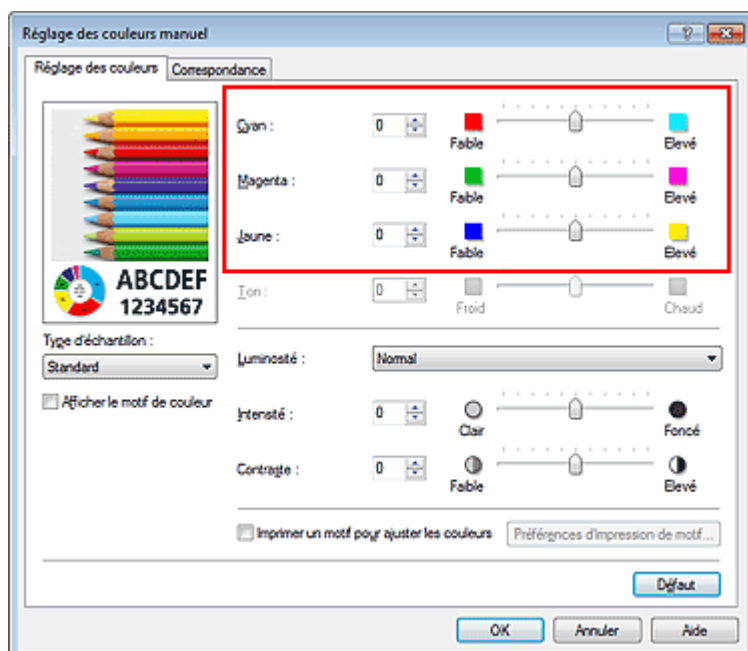 Réglage des couleurs manuel
Réglage des couleurs
Correspondance
Cyan :
0
Faible
Elevé
Magenta :
0
Faible
Elevé
Jaune :
0
Faible
Elevé
ABCDEF
1234567
Ton :
0
Froid
Chaud
Type d'échantillon :
Standard
Luminosité :
Normal
Afficher le motif de couleur
Intensité :
0
Clair
Foncé
Contraste :
0
Faible
Elevé
Imprimer un motif pour ajuster les couleurs
Préférences d'impression de motif...
Défaut
OK
Annuler
Aide